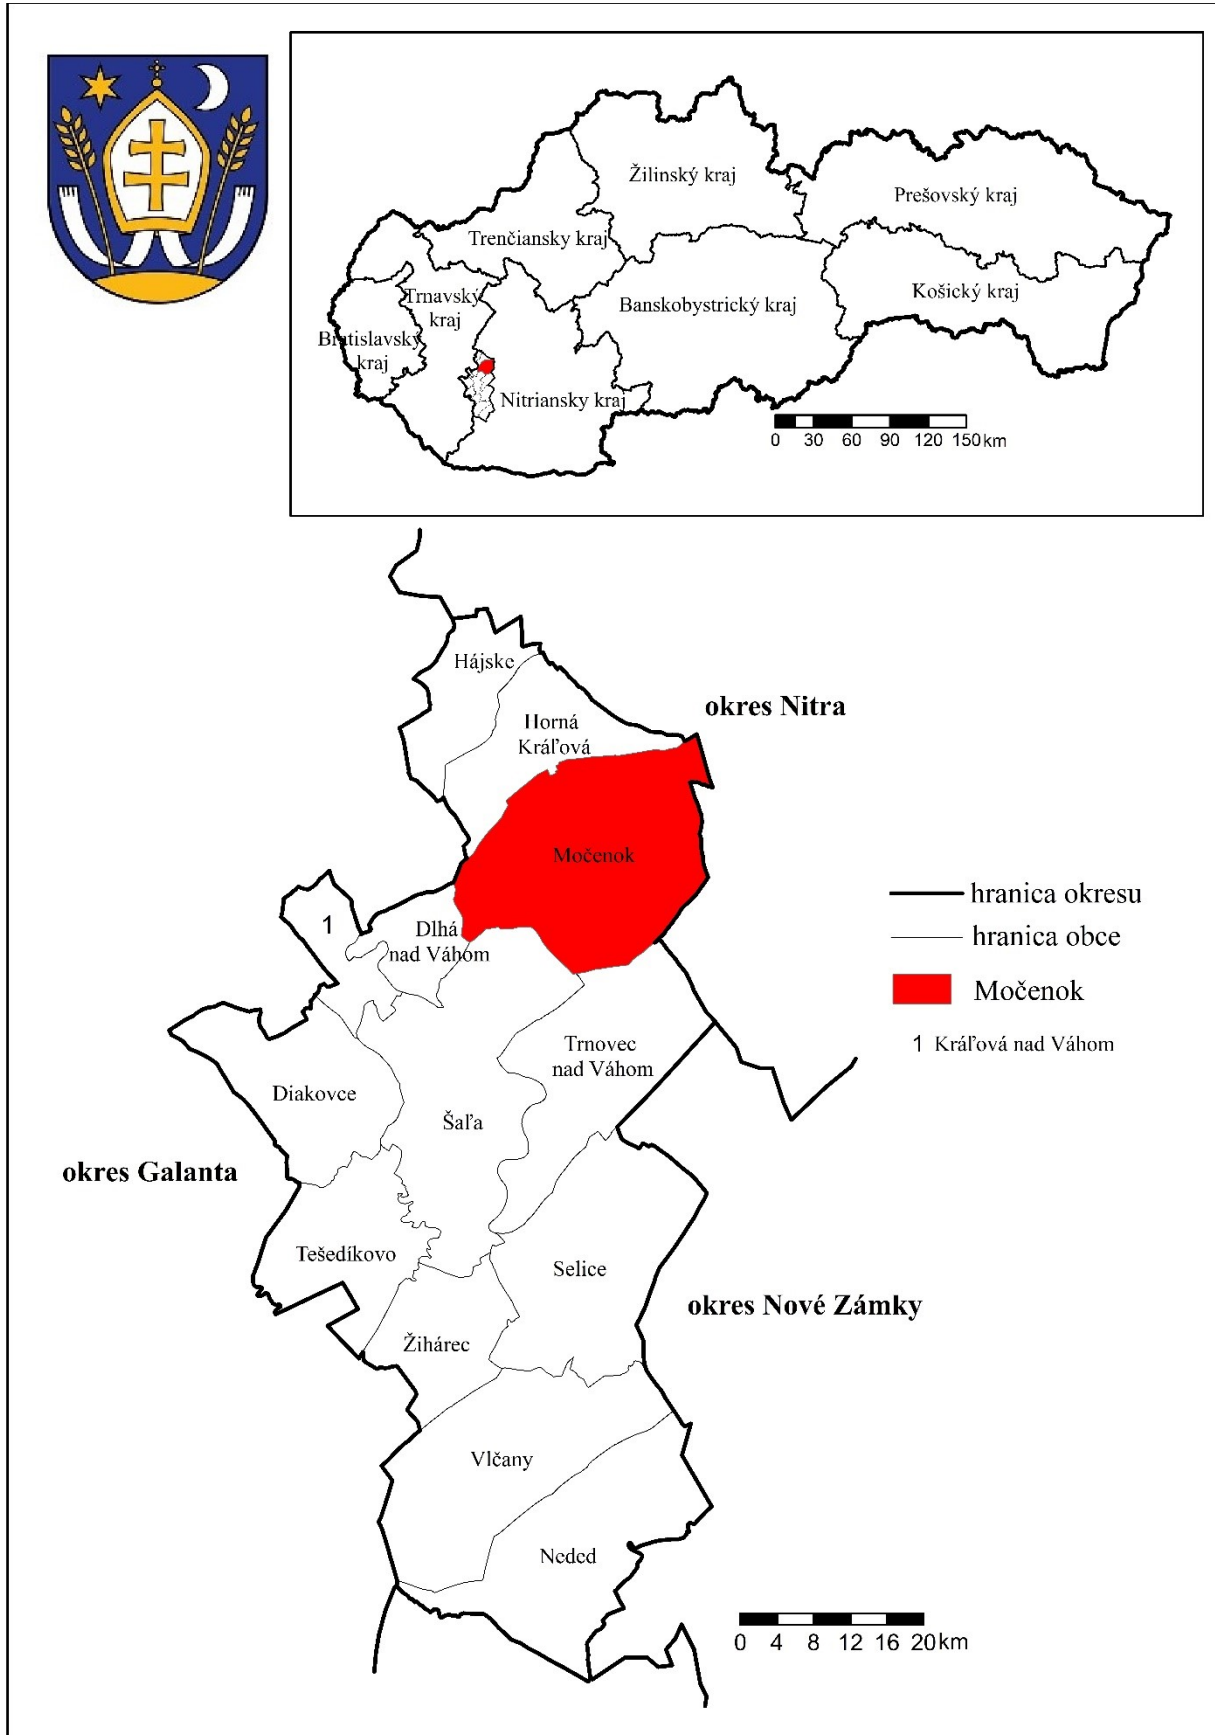 Žilinský kraj
Prešovský kraj
Trenčiansky kraj
Košický kraj
Trnavský
kraj
Banskobystrický kraj
Bratislavský
kraj
Nitriansky kraj
0 30 60 90 120 150 km
Hájske
okres Nitra
Horná
Kráľová
Močenok
hranica okresu
1
Dlhá
nad Váhom
hranica obce
Močenok
1 Kráľová nad Váhom
Trnovec
nad Váhom
Diakovce
Šaľa
okres Galanta
Tešedíkovo
Selice
okres Nové Zámky
Žihárec
Vlčany
Neded
0 4 8 12 16 20 km